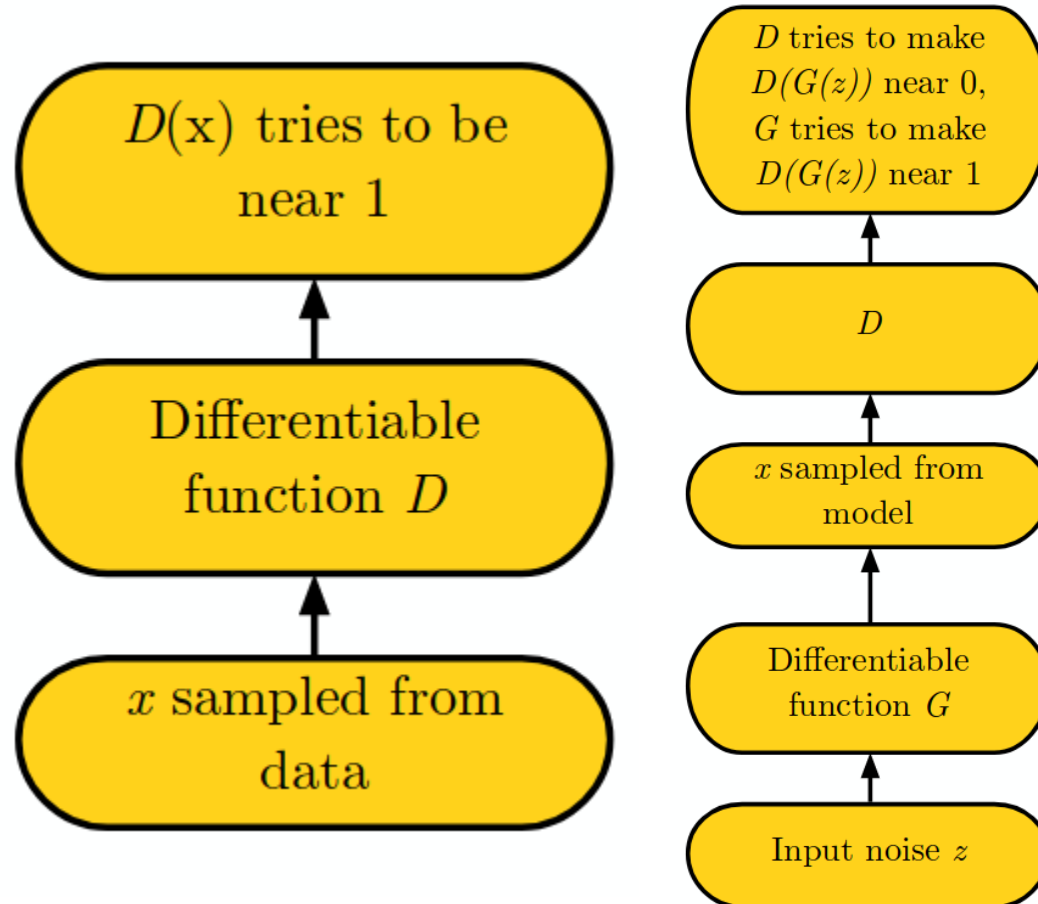 D(x) tries to be
near 1
Differentiable
function D
x sampled from
data
D tries to make
D(G(z)) near 0,
G tries to make
D(G(z)) near 1
D
x sampled from
model
Differentiable
function G
Input noise z